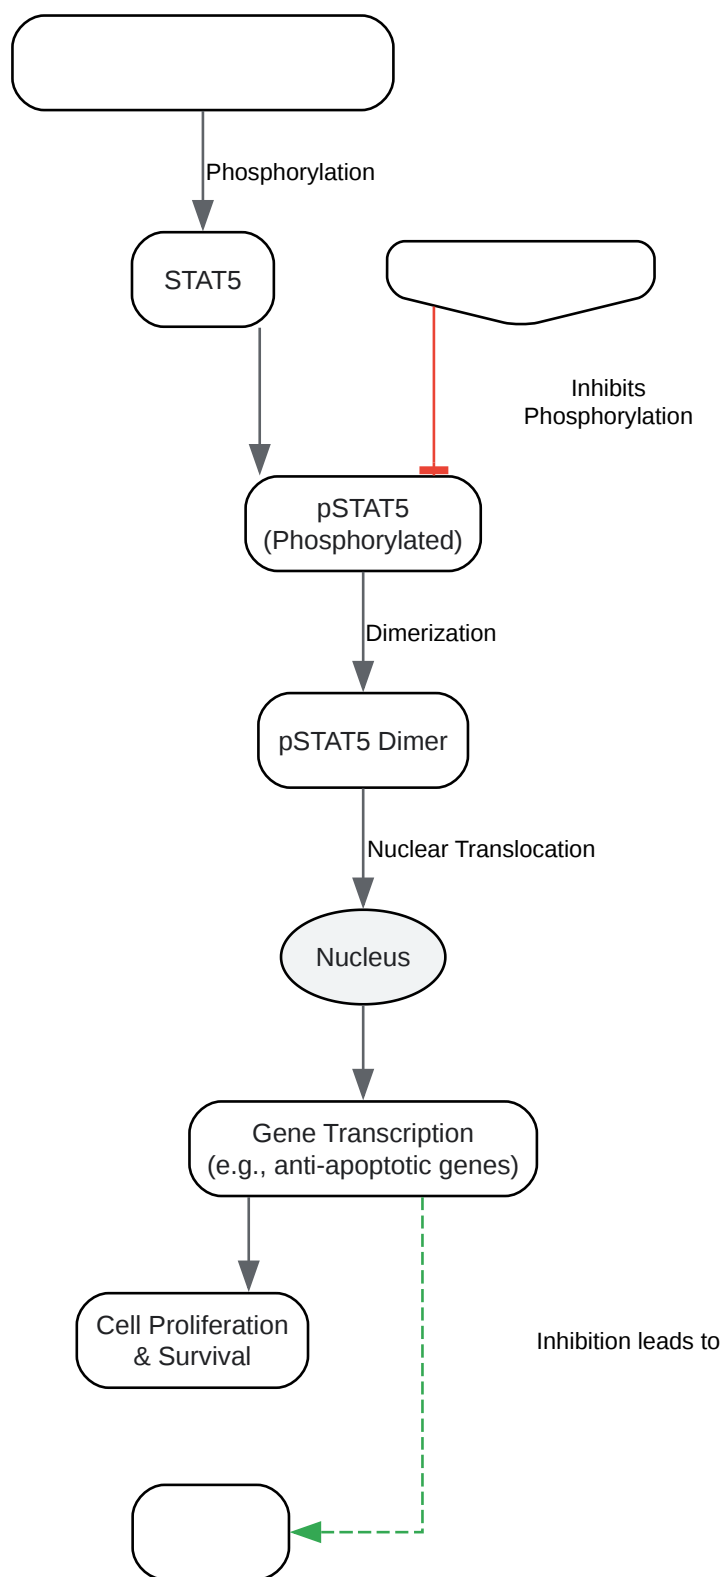 Phosphorylation
STAT5
Inhibits
Phosphorylation
pSTAT5
(Phosphorylated)
Dimerization
pSTAT5 Dimer
Nuclear Translocation
Nucleus
Gene Transcription
(e.g., anti-apoptotic genes)
Cell Proliferation
& Survival
Inhibition leads to